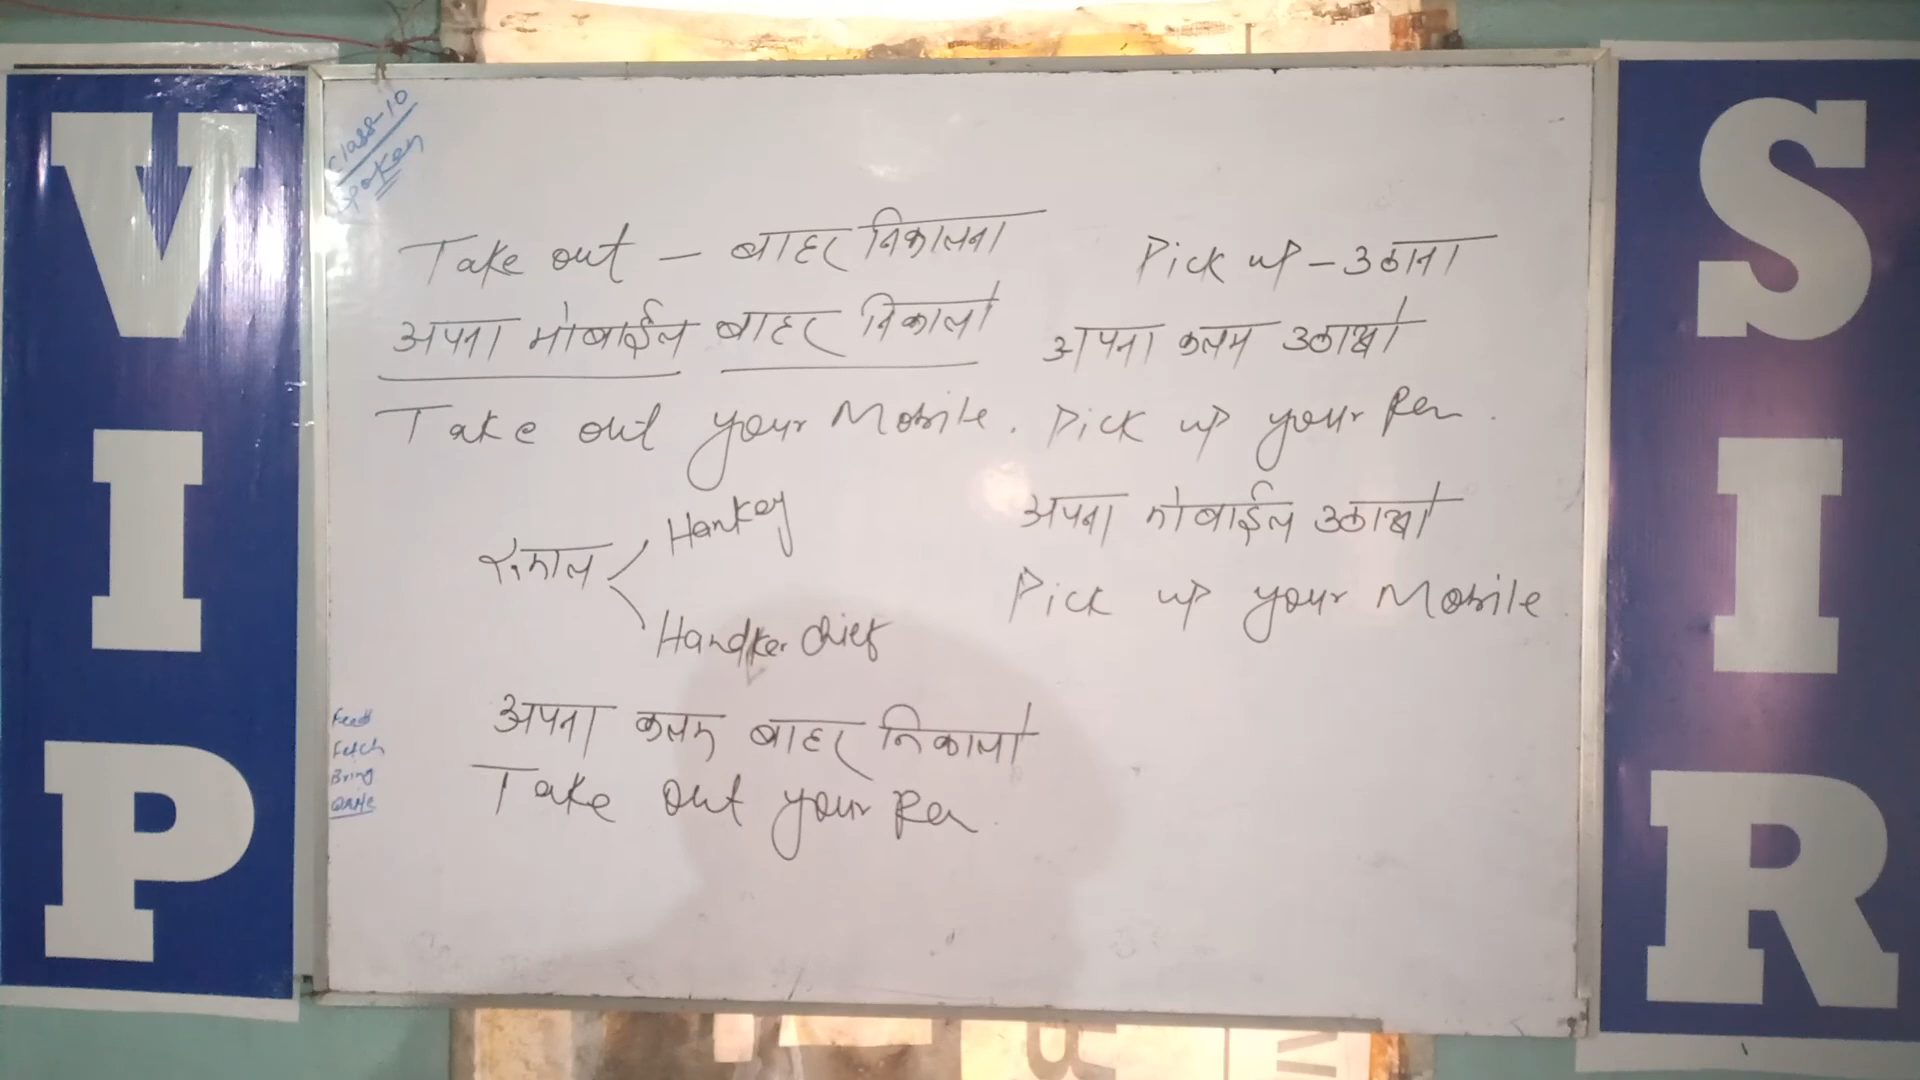 VIP
SIR
Class-10
Spoken
Take out – बाहर निकालना
अपना मोबाईल बाहर निकालो
Take out your Mobile.
रुमाल
Hankey
Handkerchief
अपना कलम बाहर निकालो
Take out your Pen
Pick up – उठाना
अपना कलम उठाओ
Pick up your Pen.
अपना मोबाईल उठाओ
Pick up your Mobile
Fetch
Bring